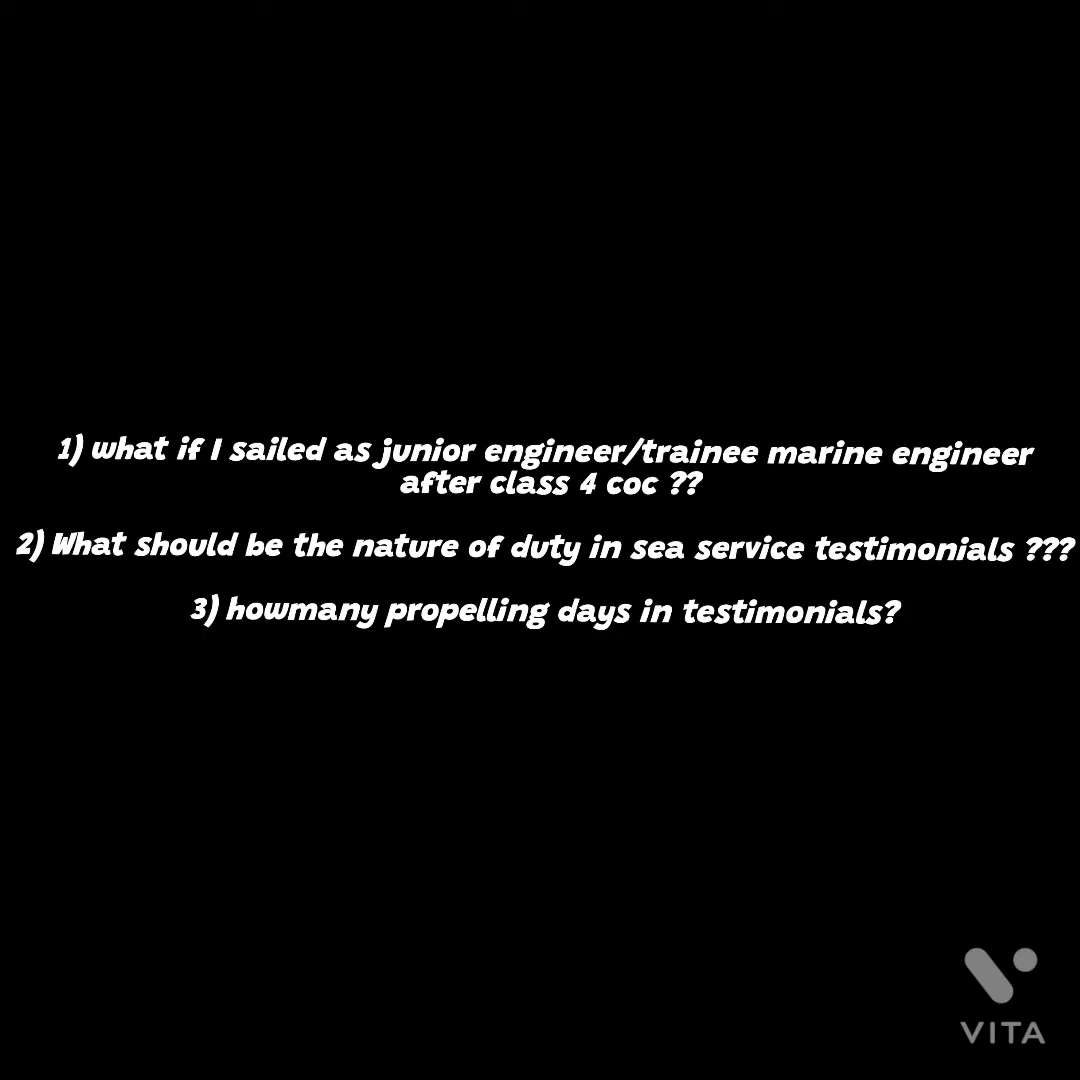 1) what if I sailed as junior engineer/trainee marine engineer
after class 4 coc ??
2) What should be the nature of duty in sea service testimonials ???
3) howmany propelling days in testimonials?
VITA